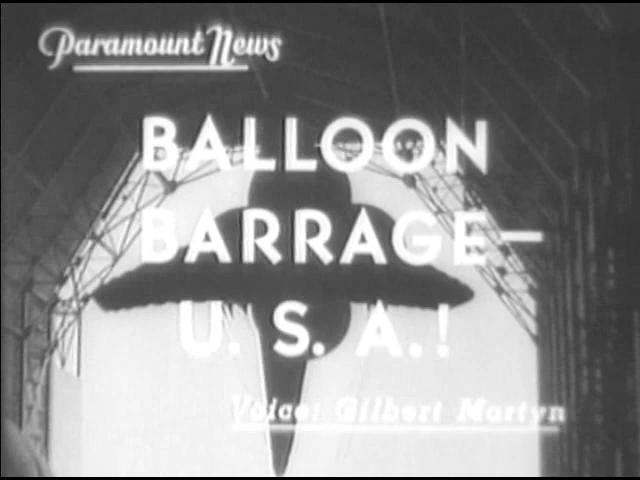 Paramount News
BALLOON
BARRAGE—
U. S. A.!
Voice: Gilbert Martyn